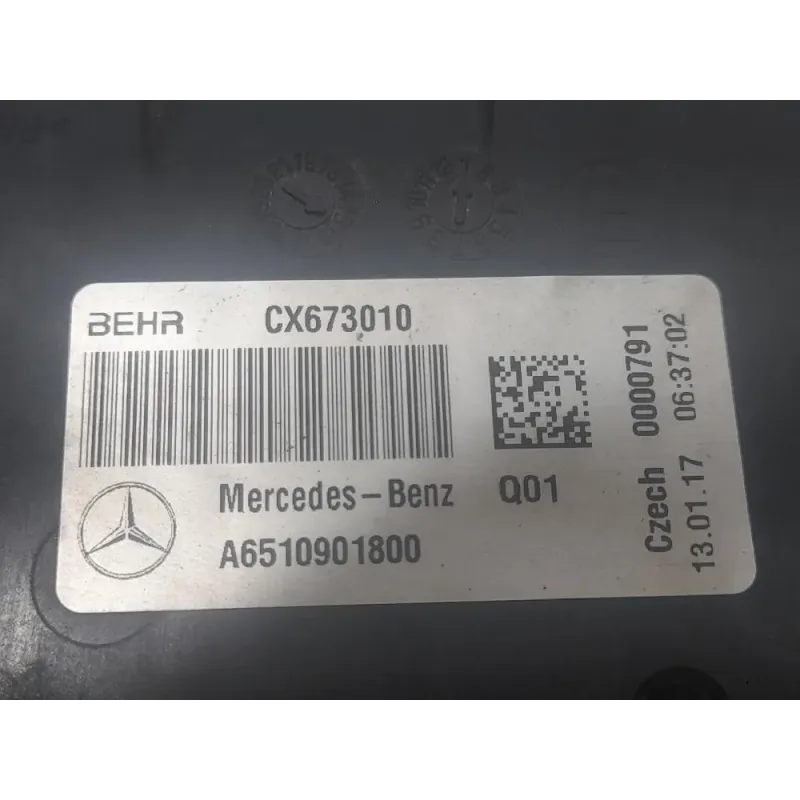 BEHR CX673010
Mercedes-Benz Q01
A6510901800
Czech 0000791
13.01.17 06:37:02